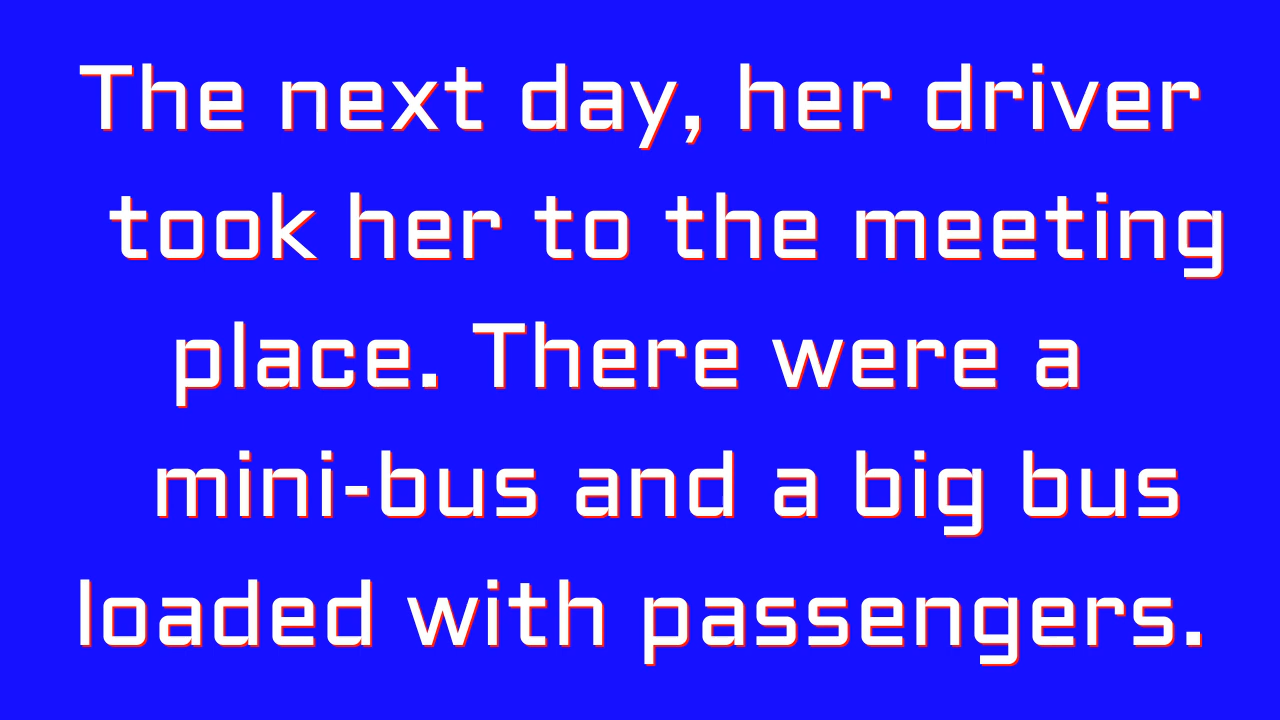 The next day, her driver
took her to the meeting
place. There were a
mini-bus and a big bus
loaded with passengers.